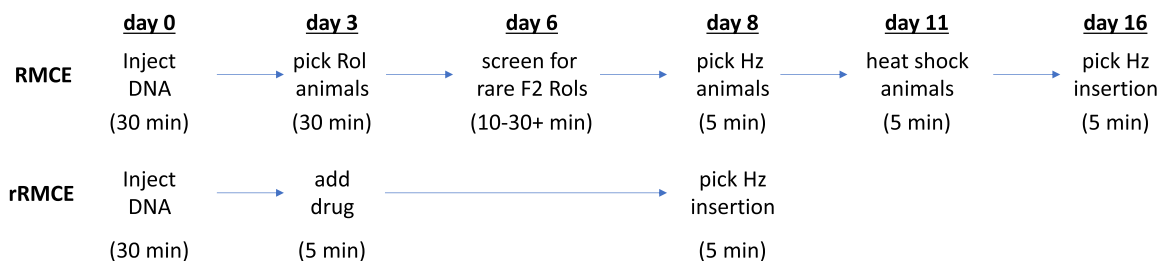 day 0 day 3 day 6 day 8 day 11 day 16
Inject pick Rol screen for pick Hz heat shock pick Hz
RMCE
DNA animals rare F2 Rols animals animals insertion
(30 min) (30 min) (10-30+ min) (5 min) (5 min) (5 min)
Inject add pick Hz
rRMCE
DNA drug insertion
(30 min) (5 min) (5 min)